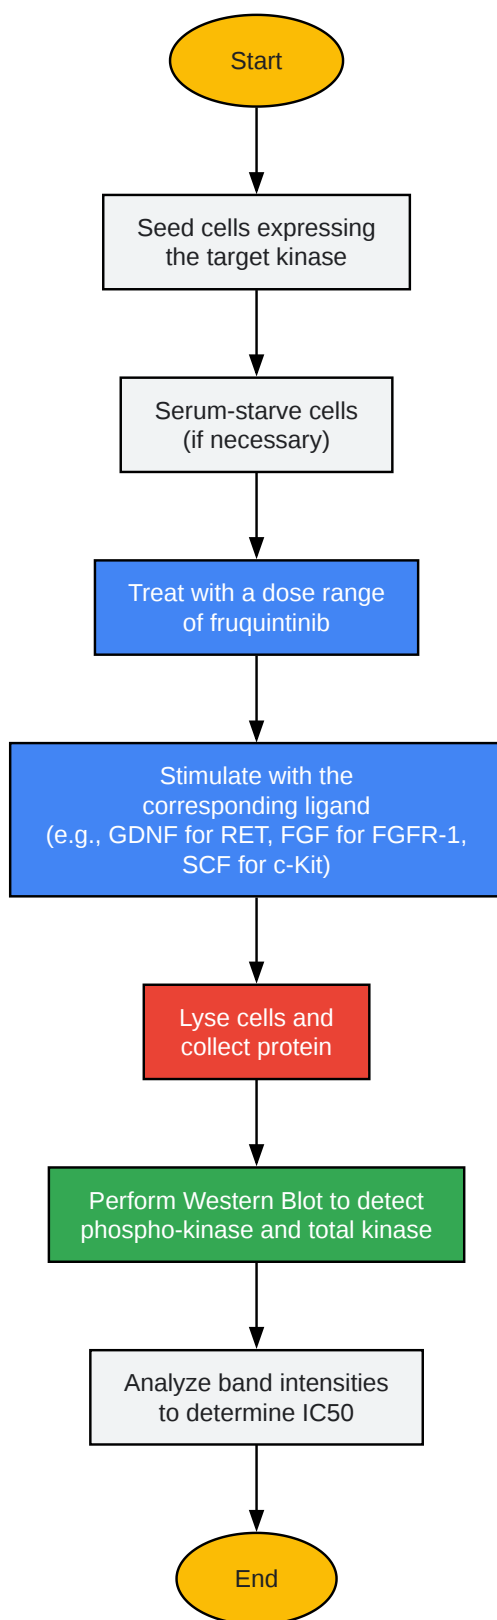 Start
Seed cells expressing
the target kinase
Serum-starve cells
(if necessary)
Treat with a dose range
of fruquintinib
Stimulate with the
corresponding ligand
(e.g., GDNF for RET, FGF for FGFR-1,
SCF for c-Kit)
Lyse cells and
collect protein
Perform Western Blot to detect
phospho-kinase and total kinase
Analyze band intensities
to determine IC50
End